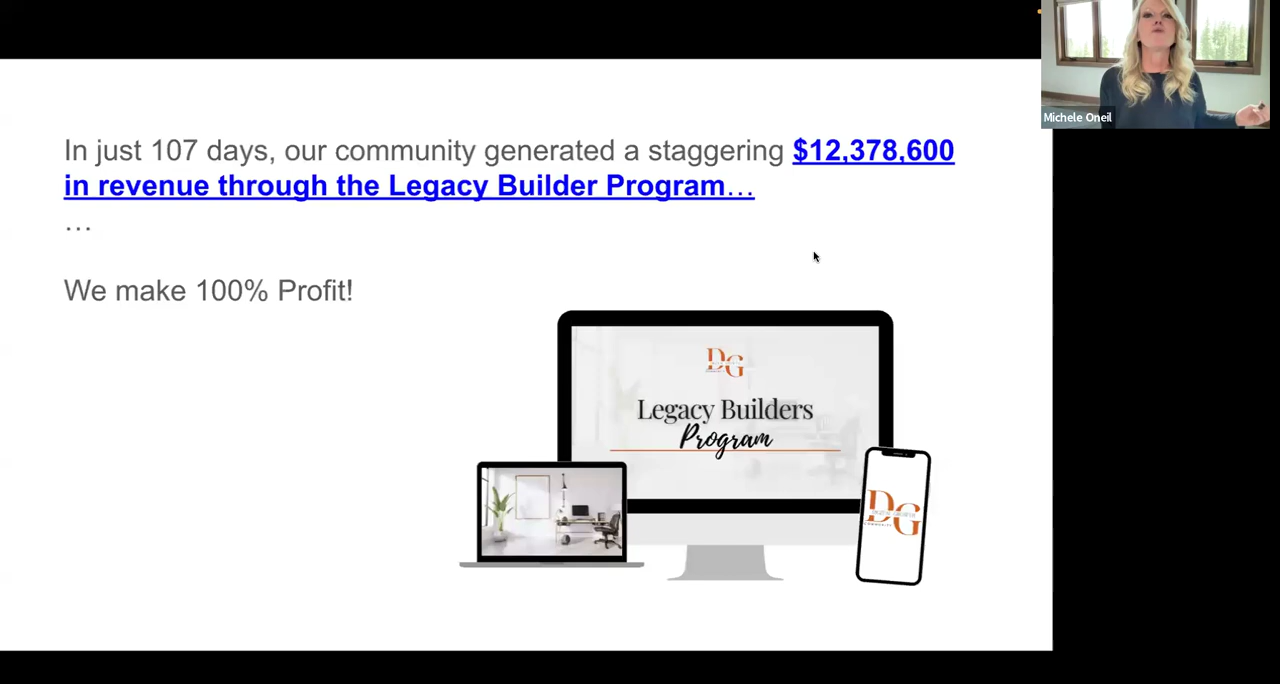 Michele Oneil
In just 107 days, our community generated a staggering $12,378,600
in revenue through the Legacy Builder Program…
…
We make 100% Profit!
DG
Legacy Builders
Program
DG
COMMUNITY